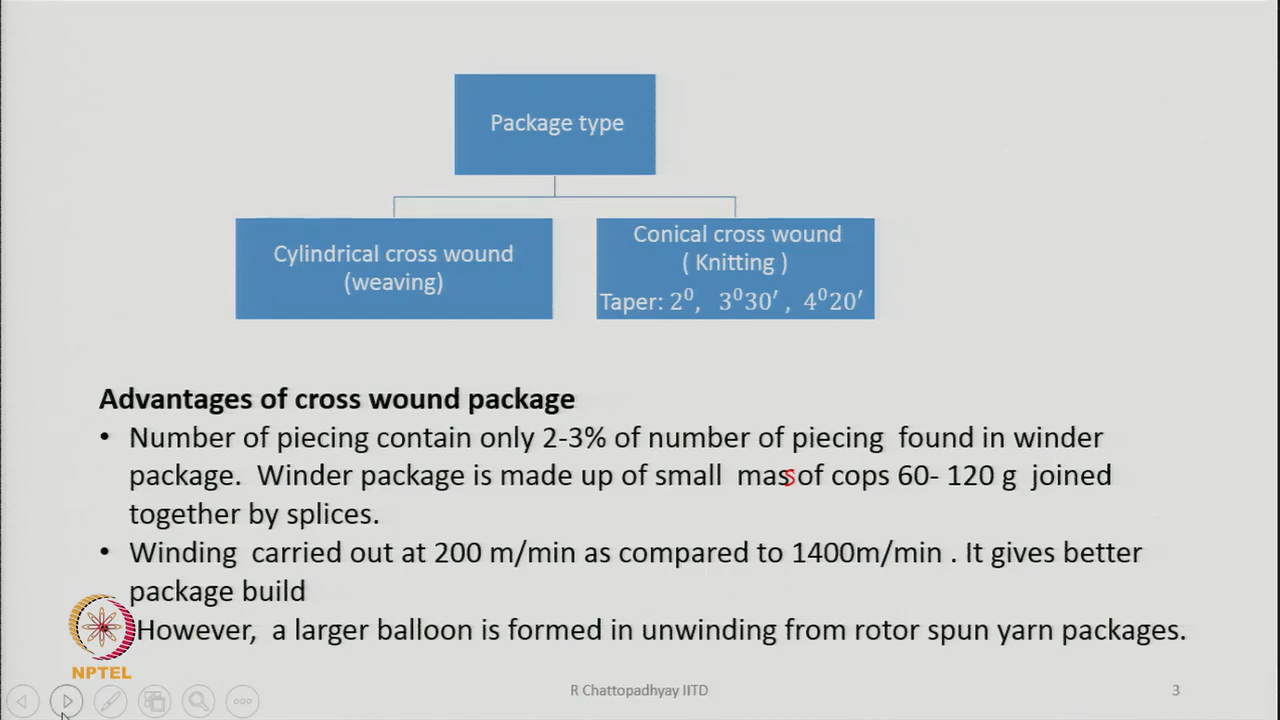 Package type
Cylindrical cross wound
(weaving)
Conical cross wound
( Knitting )
Taper: 2⁰, 3⁰30′ , 4⁰20′
Advantages of cross wound package
• Number of piecing contain only 2-3% of number of piecing found in winder
package. Winder package is made up of small mass of cops 60- 120 g joined
together by splices.
• Winding carried out at 200 m/min as compared to 1400m/min . It gives better
package build
However, a larger balloon is formed in unwinding from rotor spun yarn packages.
NPTEL
R Chattopadhyay IITD
3